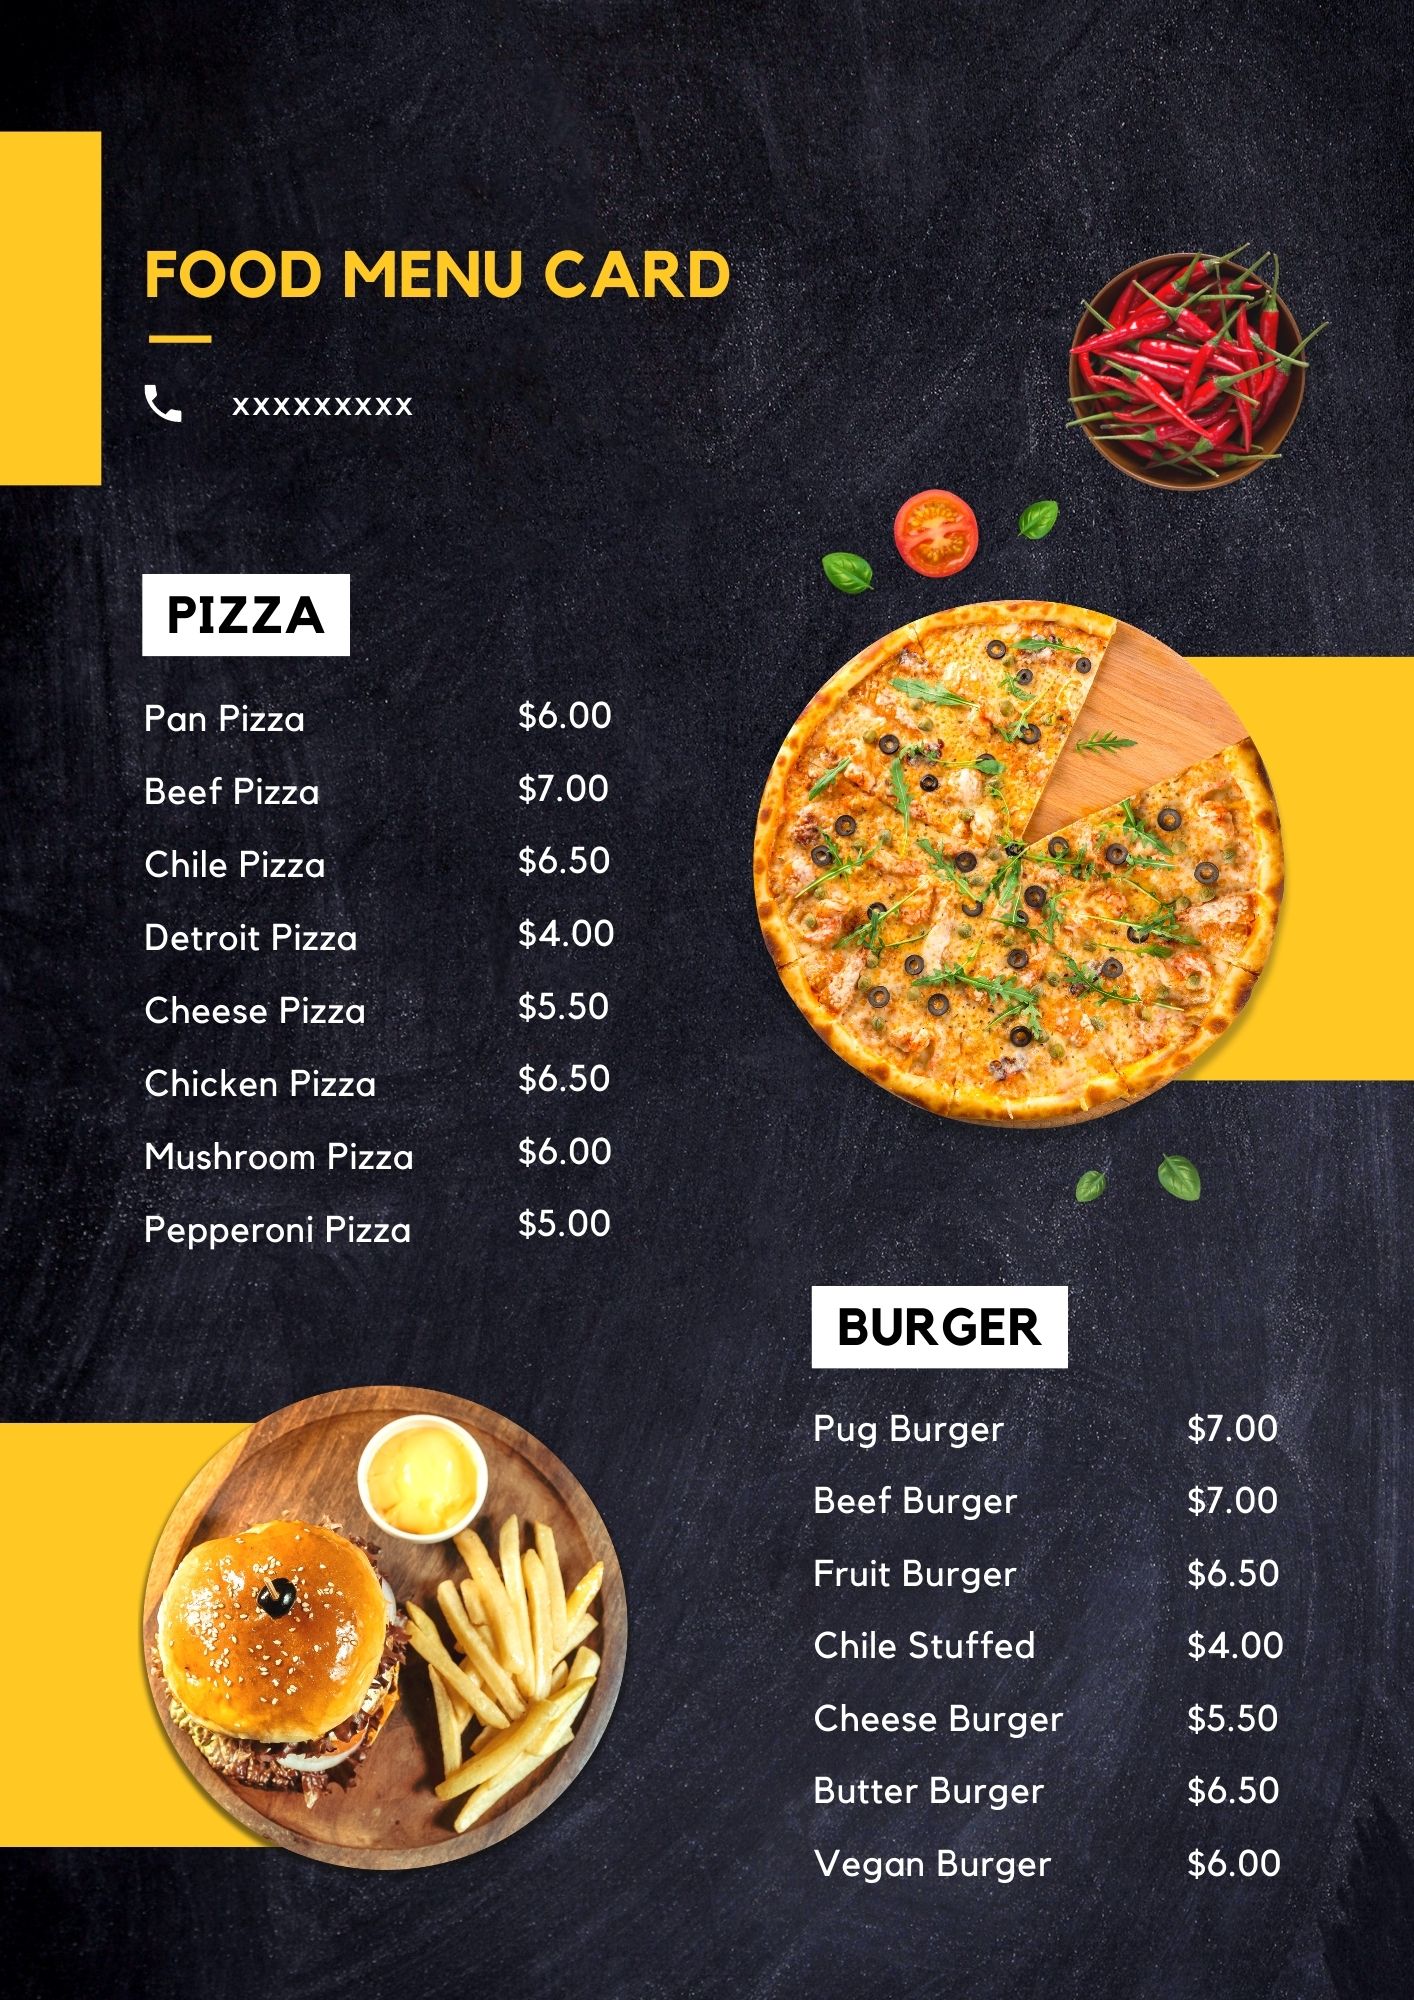 FOOD MENU CARD
xxxxxxxxx
PIZZA
Pan Pizza $6.00
Beef Pizza $7.00
Chile Pizza $6.50
Detroit Pizza $4.00
Cheese Pizza $5.50
Chicken Pizza $6.50
Mushroom Pizza $6.00
Pepperoni Pizza $5.00
BURGER
Pug Burger $7.00
Beef Burger $7.00
Fruit Burger $6.50
Chile Stuffed $4.00
Cheese Burger $5.50
Butter Burger $6.50
Vegan Burger $6.00